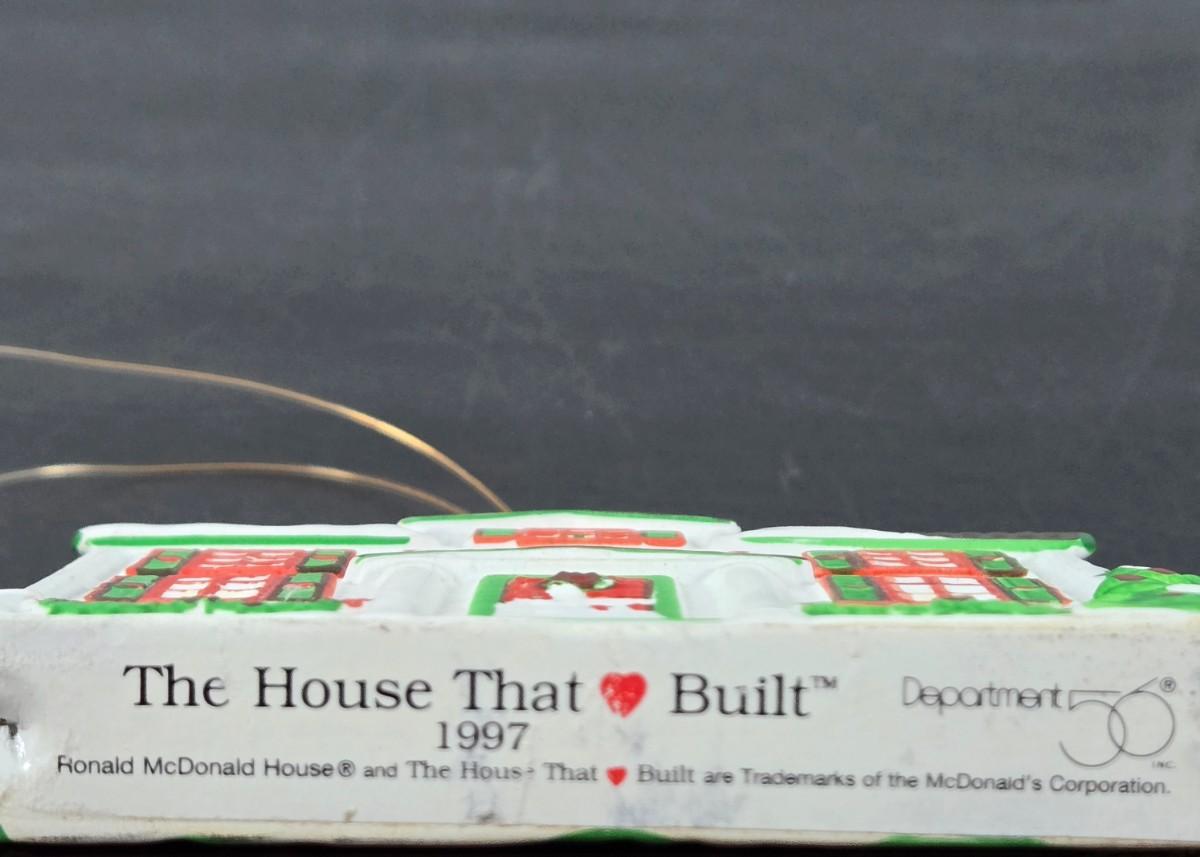 The House That ❤ Built™
1997
Department 56® INC.
Ronald McDonald House® and The House That ❤ Built are Trademarks of the McDonald's Corporation.